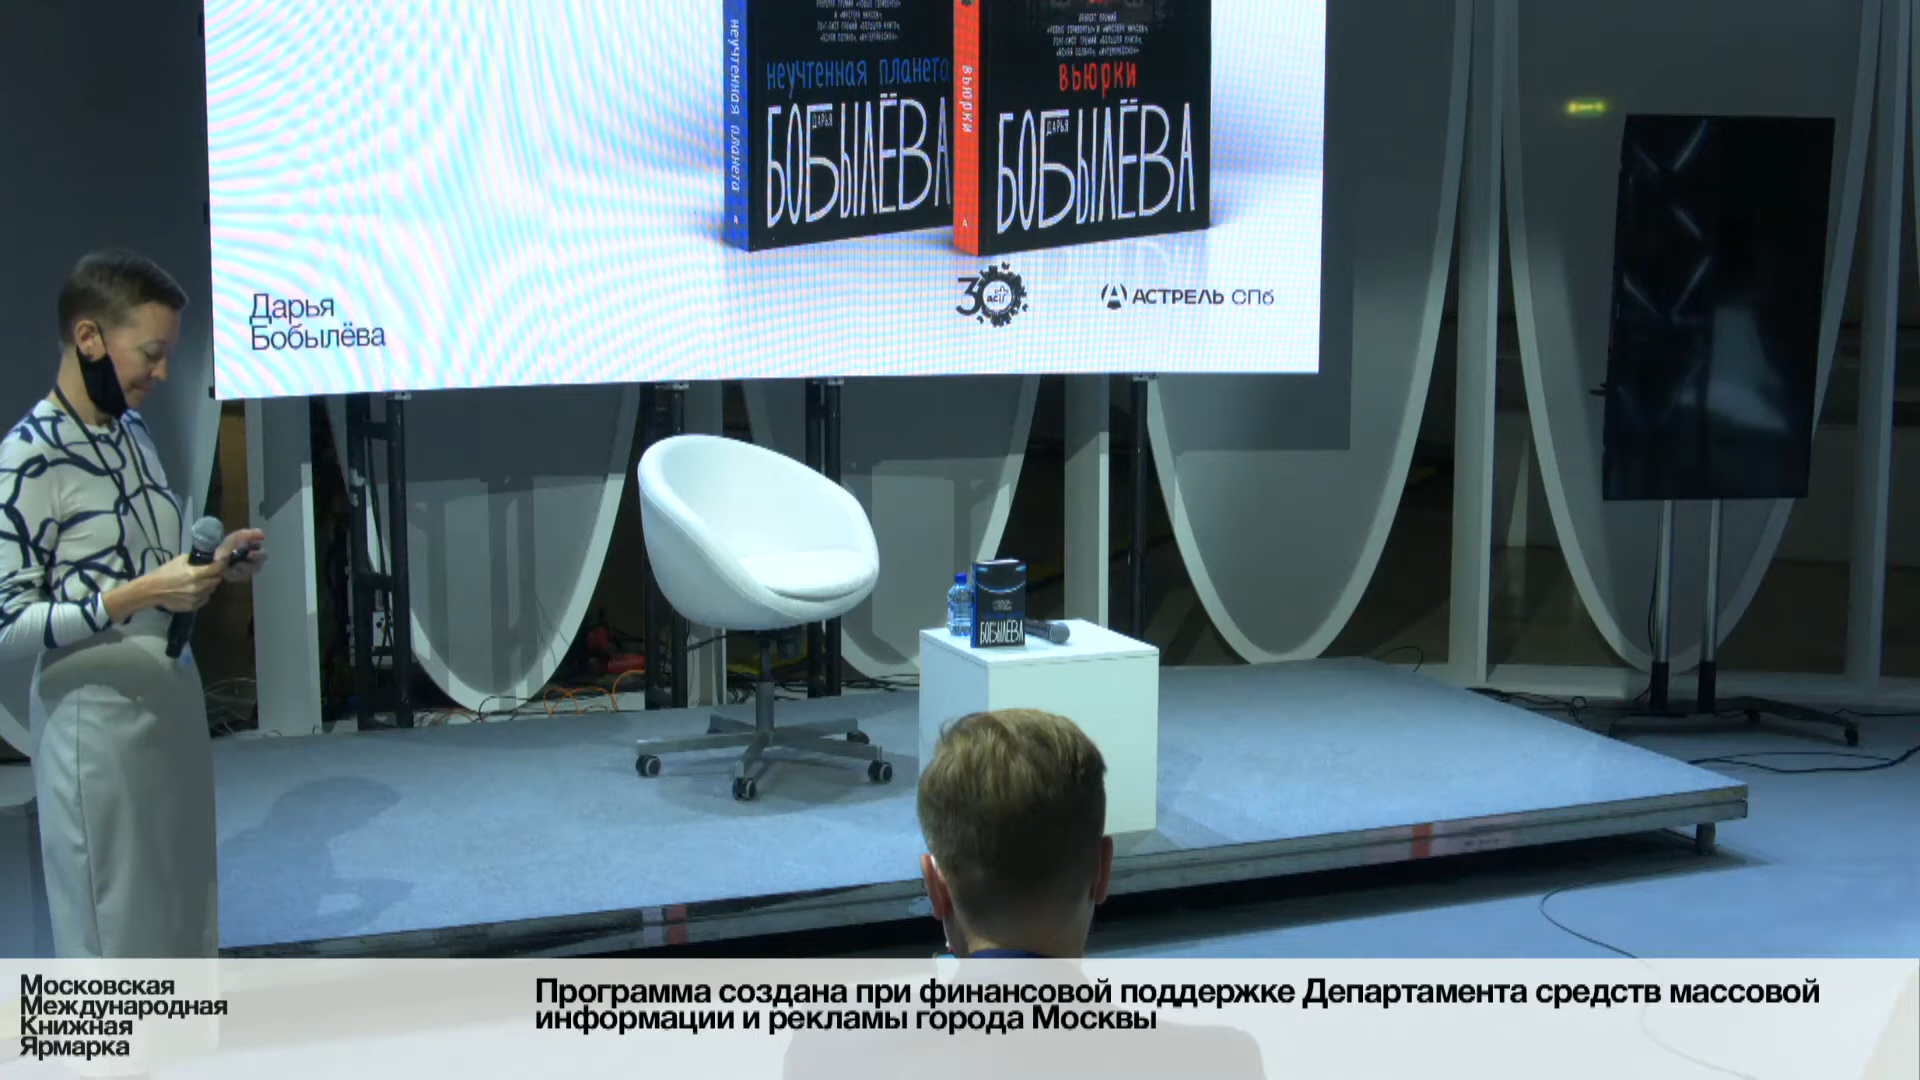 неучтенная планета
неучтенная планета
ДАРЬЯ
БОБЫЛЁВА
вьюрки
вьюрки
ДАРЬЯ
БОБЫЛЁВА
Дарья
Бобылёва
30
аст
АСТРЕЛЬ СПб
БОБЫЛЁВА
Московская
Международная
Книжная
Ярмарка
Программа создана при финансовой поддержке Департамента средств массовой
информации и рекламы города Москвы